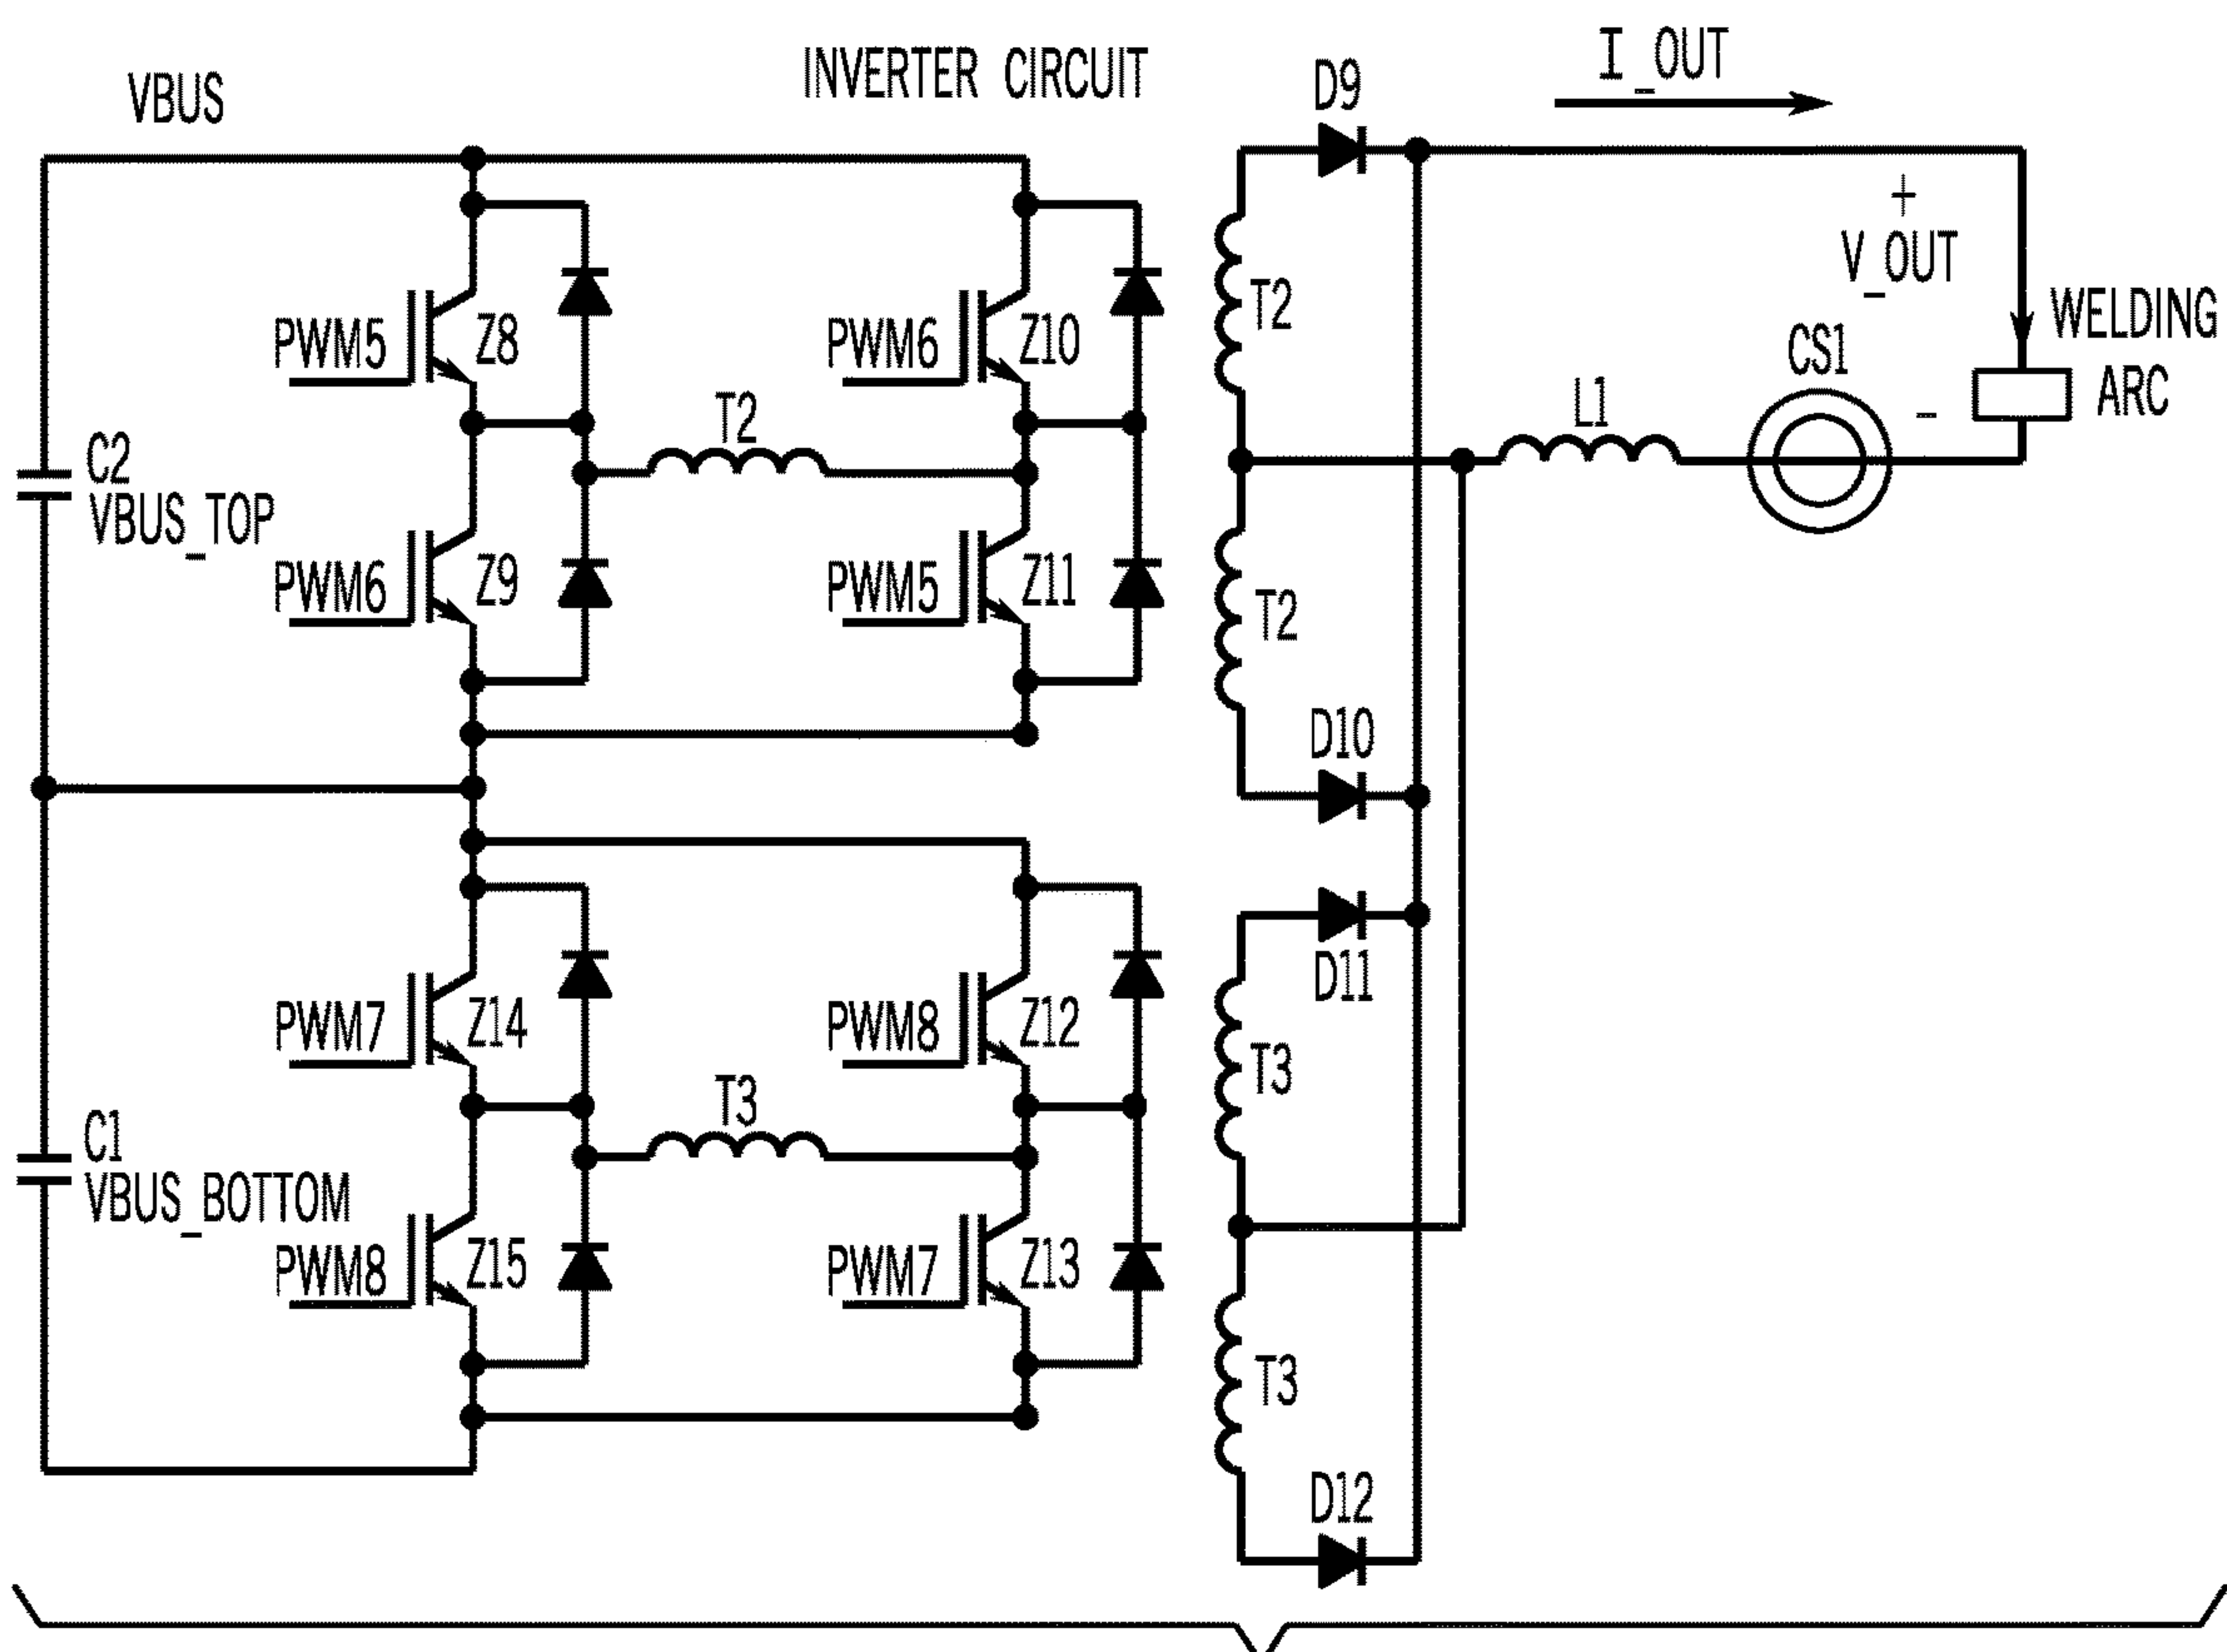 VBUS
INVERTER CIRCUIT
D9
I_OUT
+
V_OUT
WELDING
ARC
-
CS1
L1
PWM5
Z8
PWM6
Z10
T2
T2
C2
VBUS_TOP
PWM6
Z9
PWM5
Z11
T2
D10
D11
PWM7
Z14
PWM8
Z12
T3
T3
C1
VBUS_BOTTOM
PWM8
Z15
PWM7
Z13
T3
D12